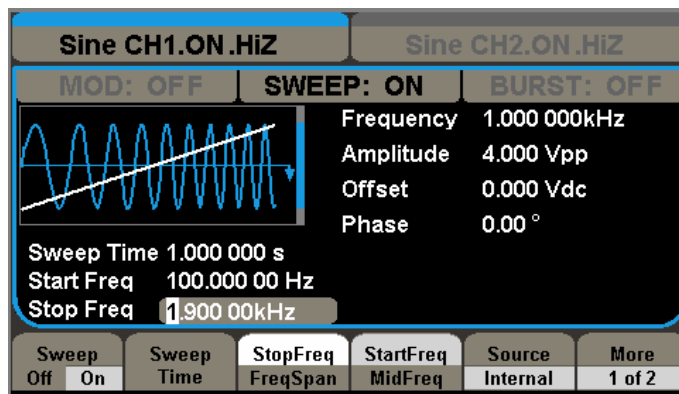 Sine CH1.ON.HiZ
Sine CH2.ON.HiZ
MOD: OFF
SWEEP: ON
BURST: OFF
Frequency 1.000 000kHz
Amplitude 4.000 Vpp
Offset 0.000 Vdc
Phase 0.00 °
Sweep Time 1.000 000 s
Start Freq 100.000 00 Hz
Stop Freq 1.900 00kHz
Sweep
Off On
Sweep
Time
StopFreq
FreqSpan
StartFreq
MidFreq
Source
Internal
More
1 of 2